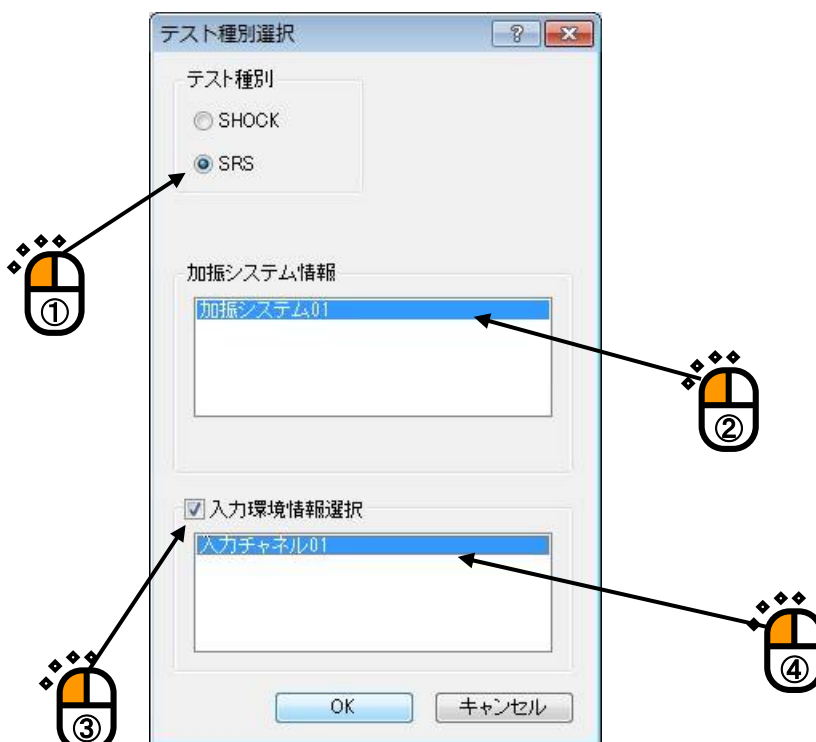 テスト種別選択
テスト種別
SHOCK
SRS
①
加振システム情報
加振システム01
②
入力環境情報選択
入力チャネル01
④
OK
キャンセル
③